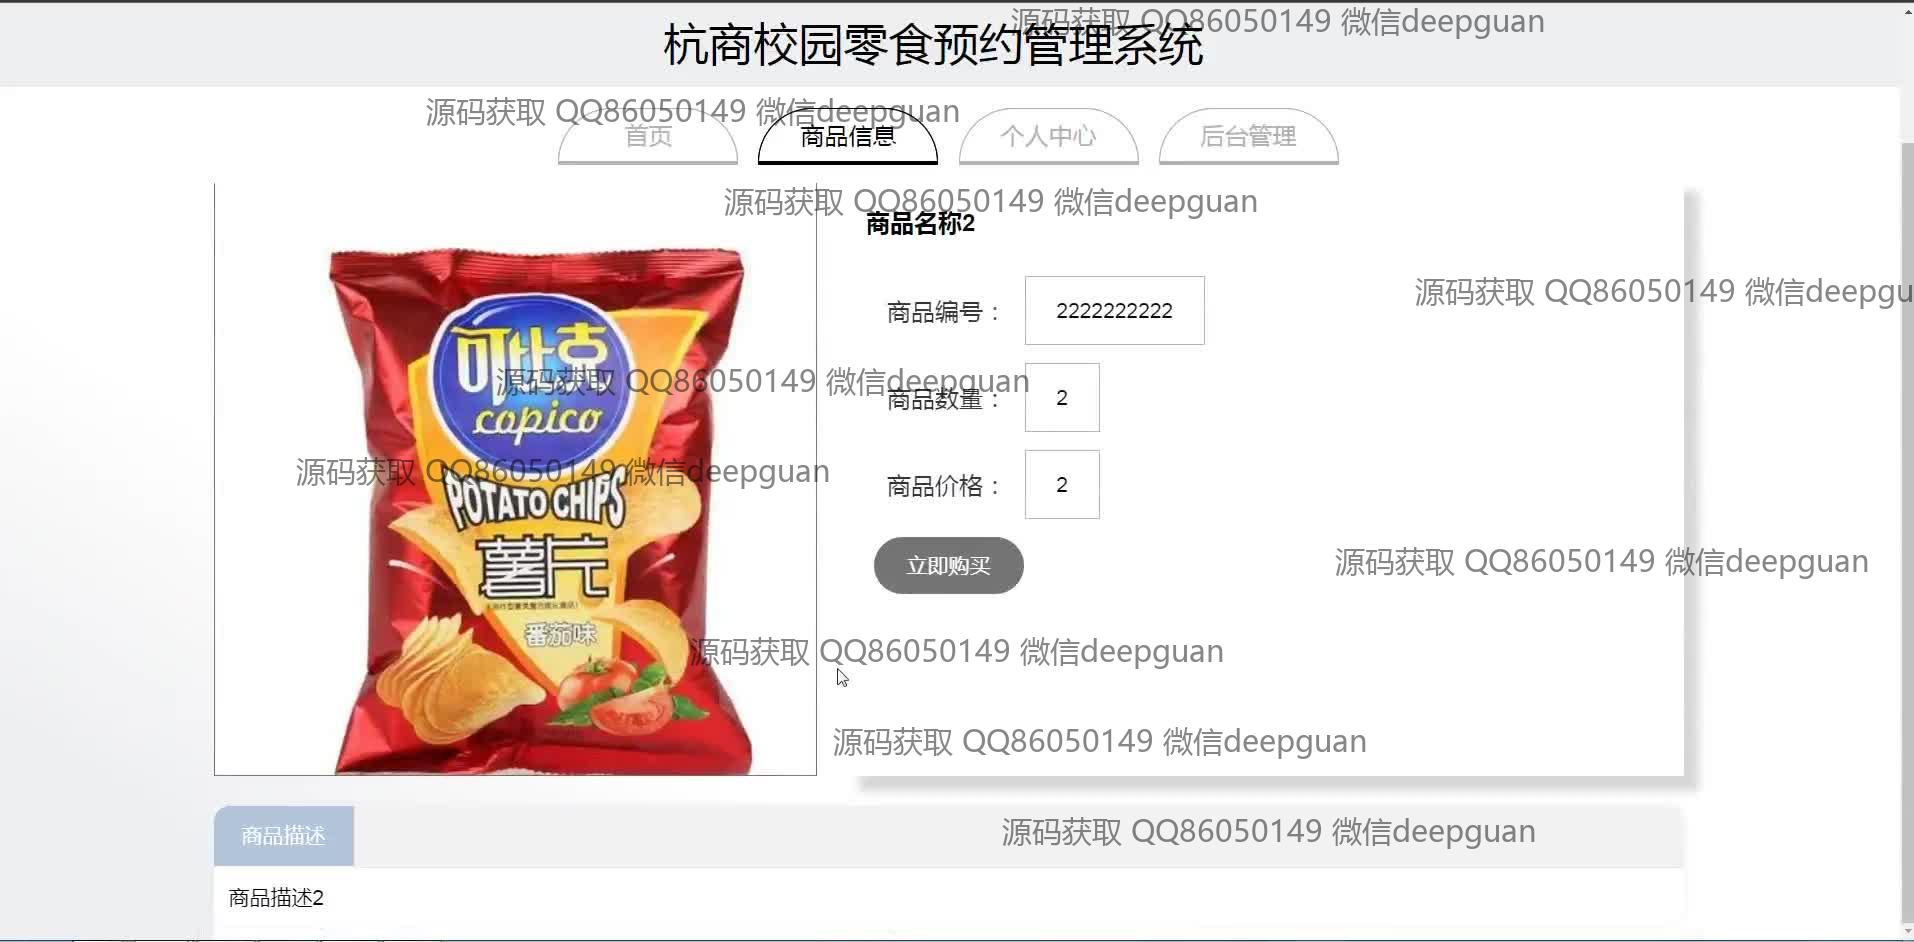 源码获取 QQ86050149 微信deepguan
杭商校园零食预约管理系统
源码获取 QQ86050149 微信deepguan
首页
商品信息
个人中心
后台管理
源码获取 QQ86050149 微信deepguan
商品名称2
源码获取 QQ86050149 微信deepgu
商品编号：
2222222222
可比克
copico
源码获取 QQ86050149 微信deepguan
商品数量：
2
源码获取 QQ86050149 微信deepguan
POTATO CHIPS
商品价格：
2
薯片
立即购买
源码获取 QQ86050149 微信deepguan
番茄味
源码获取 QQ86050149 微信deepguan
源码获取 QQ86050149 微信deepguan
商品描述
源码获取 QQ86050149 微信deepguan
商品描述2